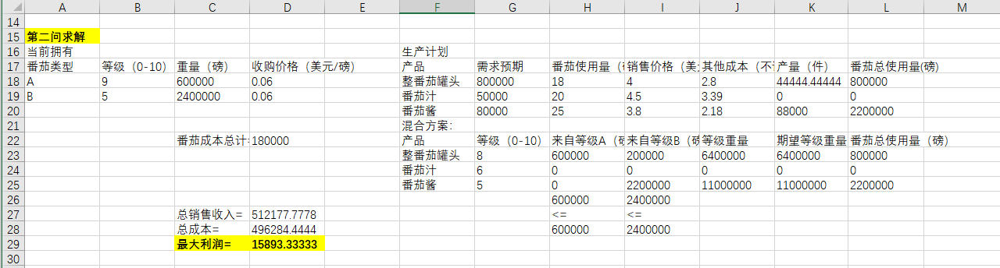 A B C D E F G H I J K L M
14
15 第二问求解
16 当前拥有 生产计划
17 番茄类型 等级（0-10） 重量（磅） 收购价格（美元/磅） 产品 需求预期 番茄使用量（ 销售价格（美 其他成本（不 产量（件） 番茄总使用量(磅)
18 A 9 600000 0.06 整番茄罐头 800000 18 4 2.8 44444.44444 800000
19 B 5 2400000 0.06 番茄汁 50000 20 4.5 3.39 0 0
20 番茄酱 80000 25 3.8 2.18 88000 2200000
21 混合方案：
22 番茄成本总计= 180000 产品 等级（0-10） 来自等级A（ 来自等级B（ 等级重量 期望等级重量 番茄总使用量（磅）
23 整番茄罐头 8 600000 200000 6400000 6400000 800000
24 番茄汁 6 0 0 0 0 0
25 番茄酱 5 0 2200000 11000000 11000000 2200000
26 600000 2400000
27 总销售收入= 512177.7778 <= <=
28 总成本= 496284.4444 600000 2400000
29 最大利润= 15893.33333
30